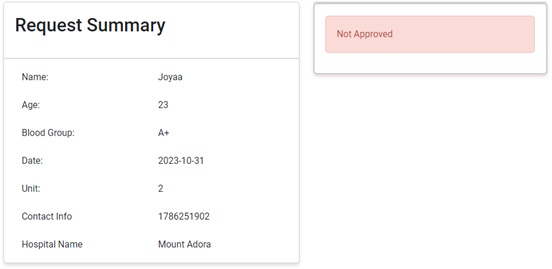 Request Summary
Name: Joyaa
Age: 23
Blood Group: A+
Date: 2023-10-31
Unit: 2
Contact Info 1786251902
Hospital Name Mount Adora
Not Approved